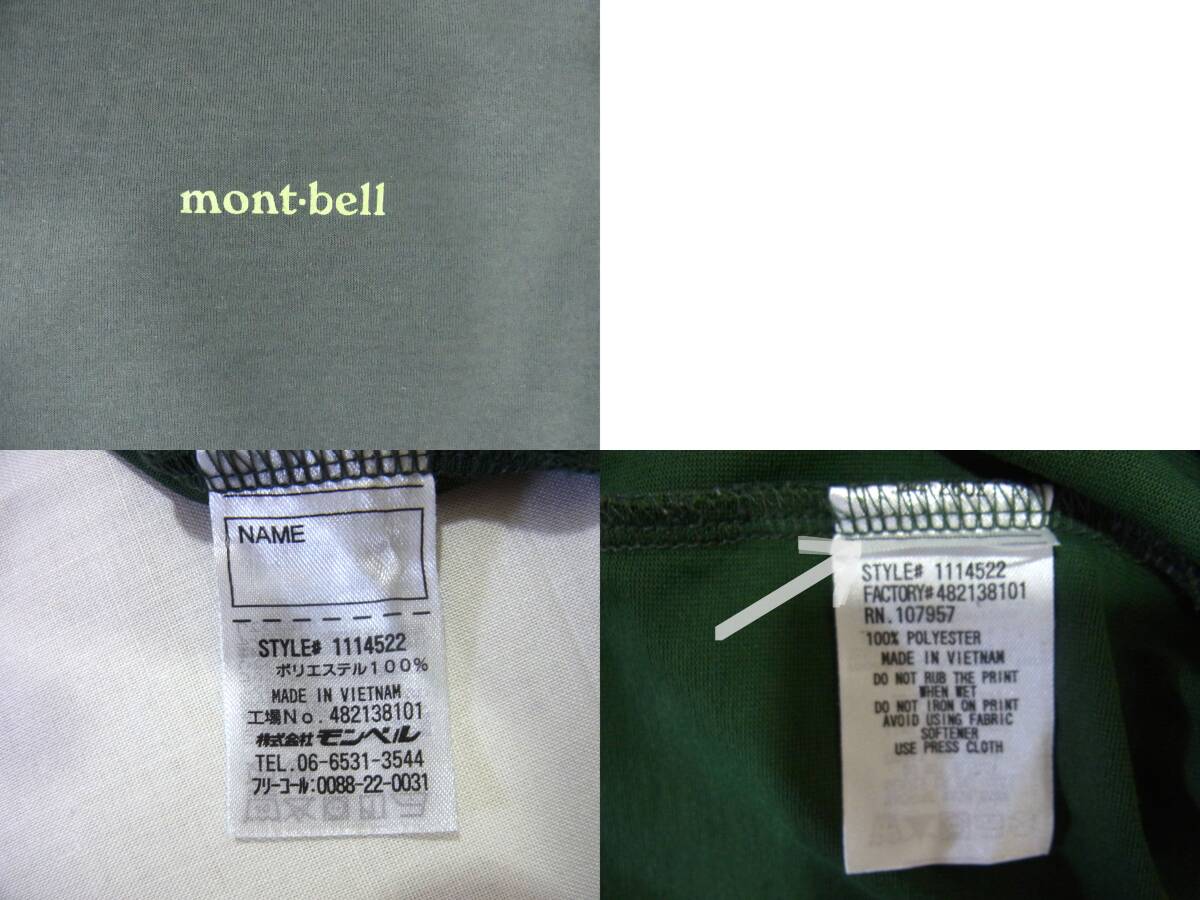 mont·bell
NAME
STYLE# 1114522
ポリエステル100%
MADE IN VIETNAM
工場No. 482138101
株式会社 モンベル
TEL. 06-6531-3544
フリーコール:0088-22-0031
STYLE# 1114522
FACTORY# 482138101
RN. 107957
100% POLYESTER
MADE IN VIETNAM
DO NOT RUB THE PRINT
WHEN WET
DO NOT IRON ON PRINT
AVOID USING FABRIC
SOFTENER
USE PRESS CLOTH